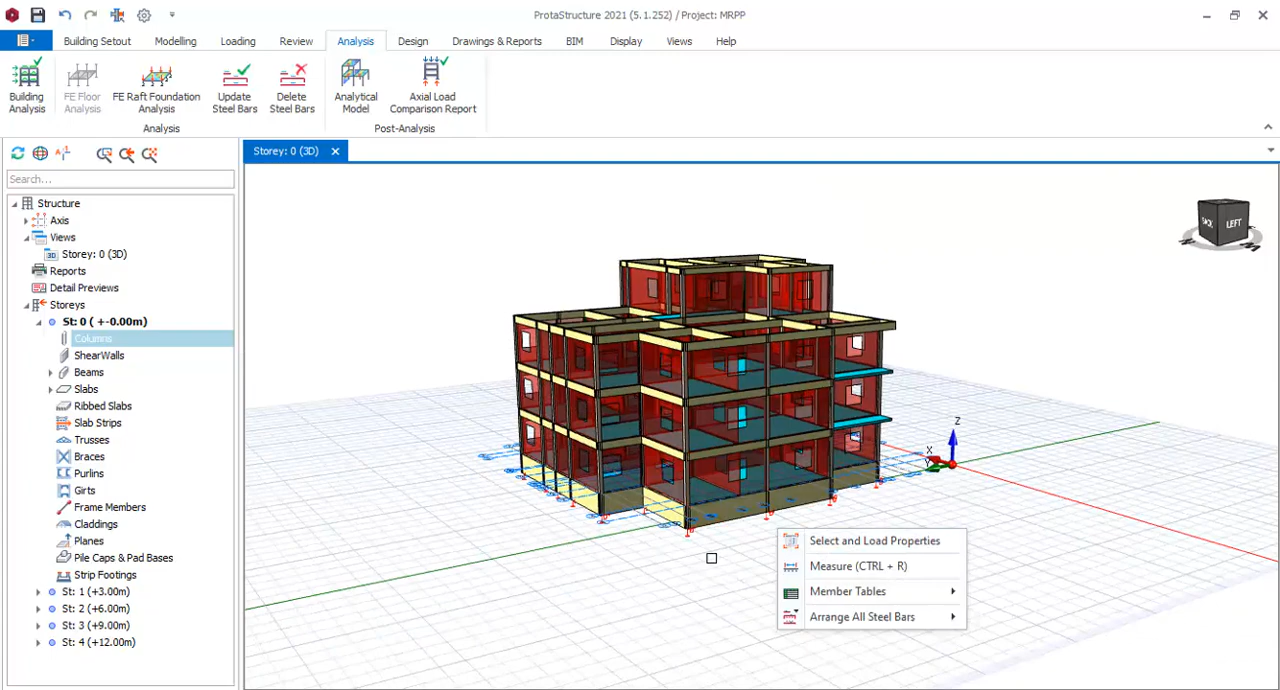 ProtaStructure 2021 (5.1.252) / Project: MRPP
Building Setout
Modelling
Loading
Review
Analysis
Design
Drawings & Reports
BIM
Display
Views
Help
Building Analysis
FE Floor Analysis
FE Raft Foundation Analysis
Update Steel Bars
Delete Steel Bars
Analytical Model
Axial Load Comparison Report
Analysis
Post-Analysis
Storey: 0 (3D)
Search...
Structure
Axis
Views
3D Storey: 0 (3D)
Reports
Detail Previews
Storeys
St: 0 ( +-0.00m)
Columns
ShearWalls
Beams
Slabs
Ribbed Slabs
Slab Strips
Trusses
Braces
Purlins
Girts
Frame Members
Claddings
Planes
Pile Caps & Pad Bases
Strip Footings
St: 1 (+3.00m)
St: 2 (+6.00m)
St: 3 (+9.00m)
St: 4 (+12.00m)
BACK
LEFT
Z
X
Y
Select and Load Properties
Measure (CTRL + R)
Member Tables
Arrange All Steel Bars